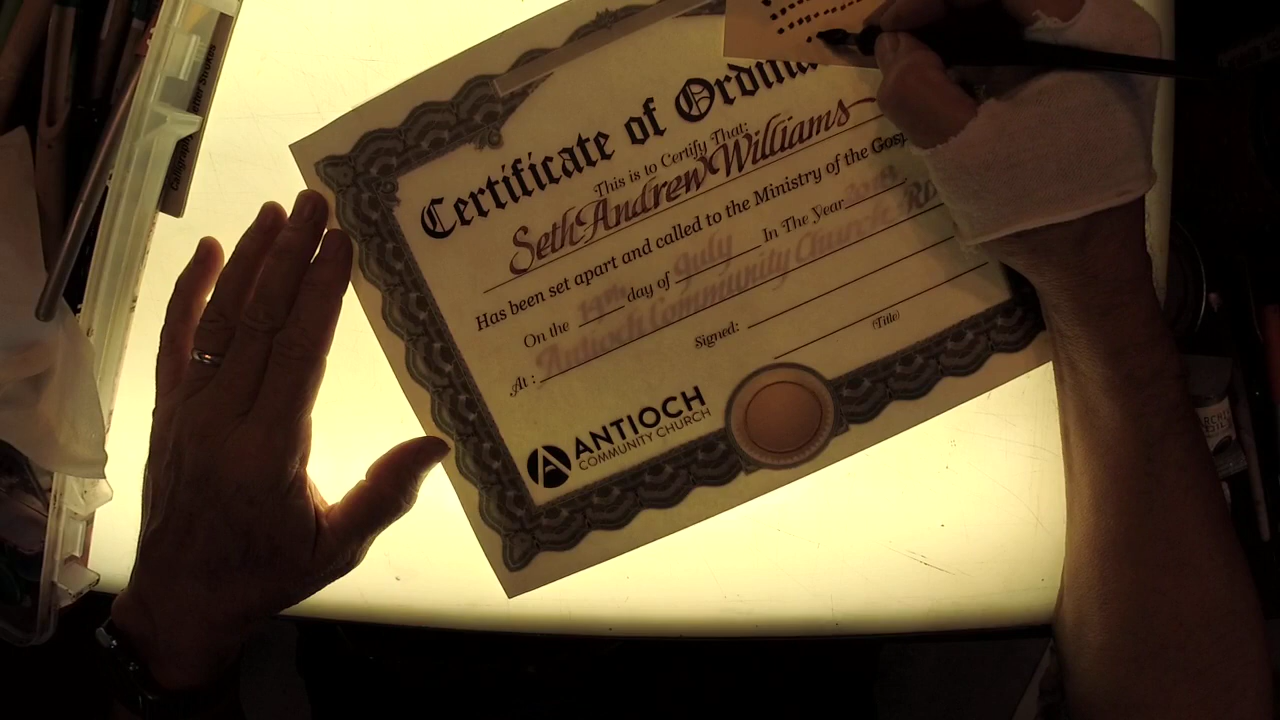 Certificate of Ordina
This is to Certify That:
Seth Andrew Williams
Has been set apart and called to the Ministry of the Gosp
On the 14th day of July In The Year
At: Antioch Community Church
Signed:
(Title)
ANTIOCH
COMMUNITY CHURCH